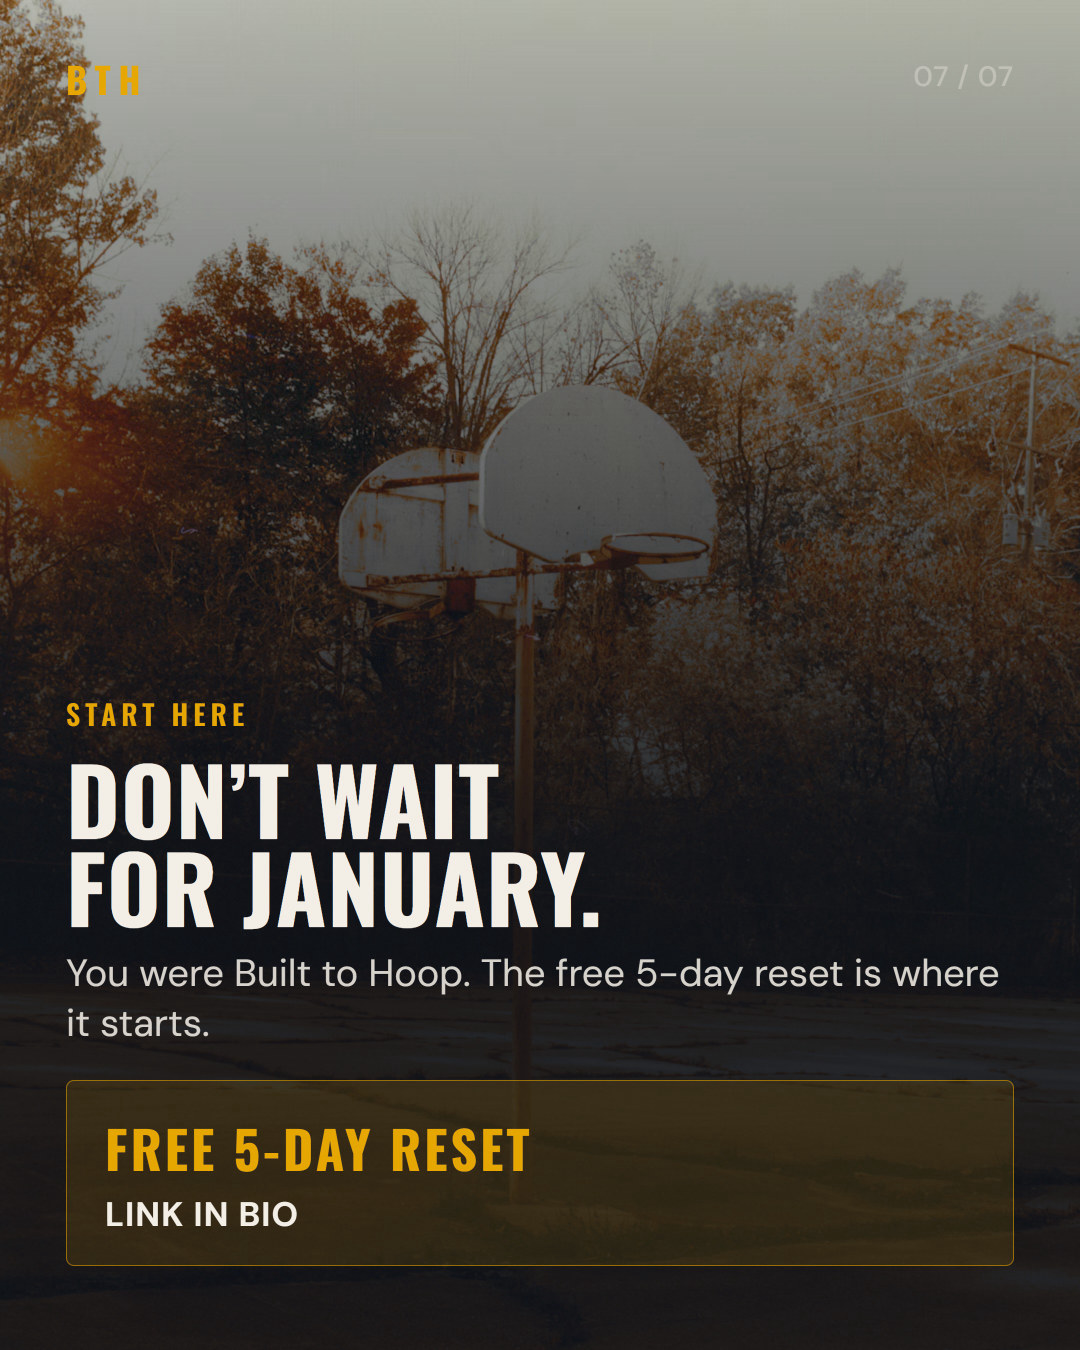 BTH
07 / 07
START HERE
DON’T WAIT
FOR JANUARY.
You were Built to Hoop. The free 5-day reset is where
it starts.
FREE 5-DAY RESET
LINK IN BIO